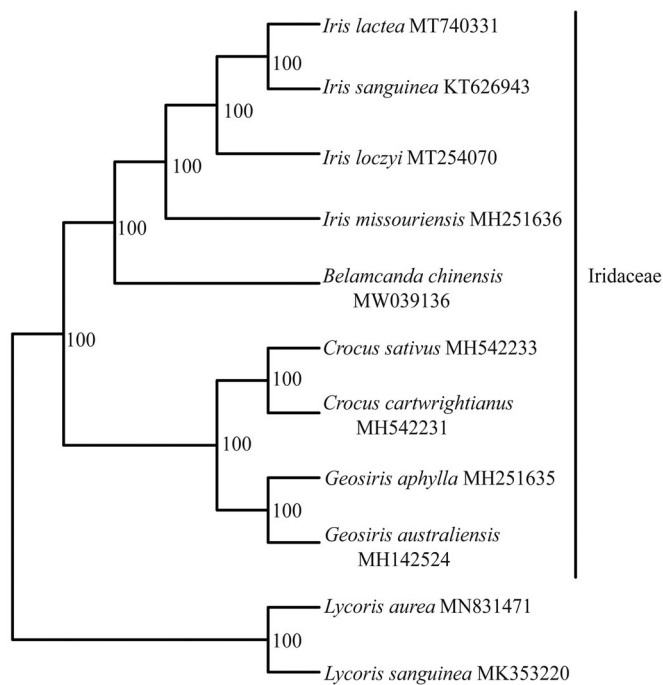 Iris lactea MT740331
100
Iris sanguinea KT626943
100
Iris loczyi MT254070
100
Iris missouriensis MH251636
100
Belamcanda chinensis
MW039136
Iridaceae
100
Crocus sativus MH542233
100
Crocus cartwrightianus
MH542231
100
Geosiris aphylla MH251635
100
Geosiris australiensis
MH142524
Lycoris aurea MN831471
100
Lycoris sanguinea MK353220